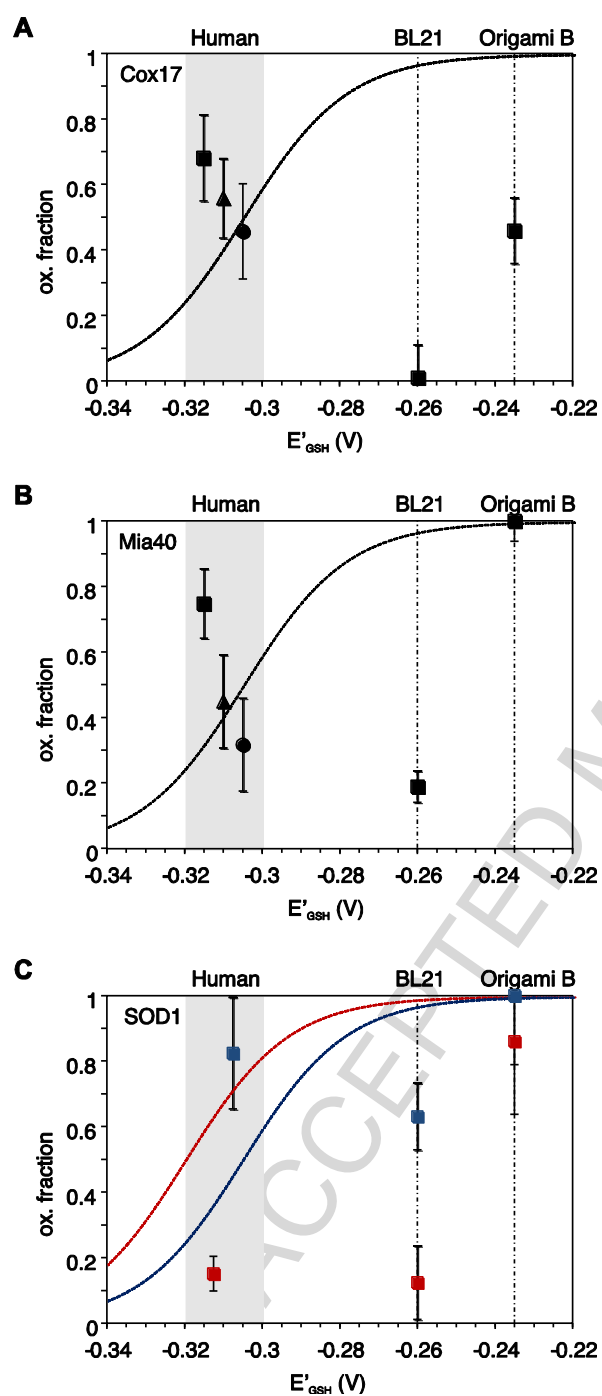 A
Human BL21 Origami B
Cox17
1
0.8
0.6
0.4
0.2
0
ox. fraction
-0.34 -0.32 -0.3 -0.28 -0.26 -0.24 -0.22
E'GSH (V)
B
Human BL21 Origami B
Mia40
1
0.8
0.6
0.4
0.2
0
ox. fraction
-0.34 -0.32 -0.3 -0.28 -0.26 -0.24 -0.22
E'GSH (V)
C
Human BL21 Origami B
SOD1
1
0.8
0.6
0.4
0.2
0
ox. fraction
-0.34 -0.32 -0.3 -0.28 -0.26 -0.24 -0.22
E'GSH (V)
ACCEPTED M